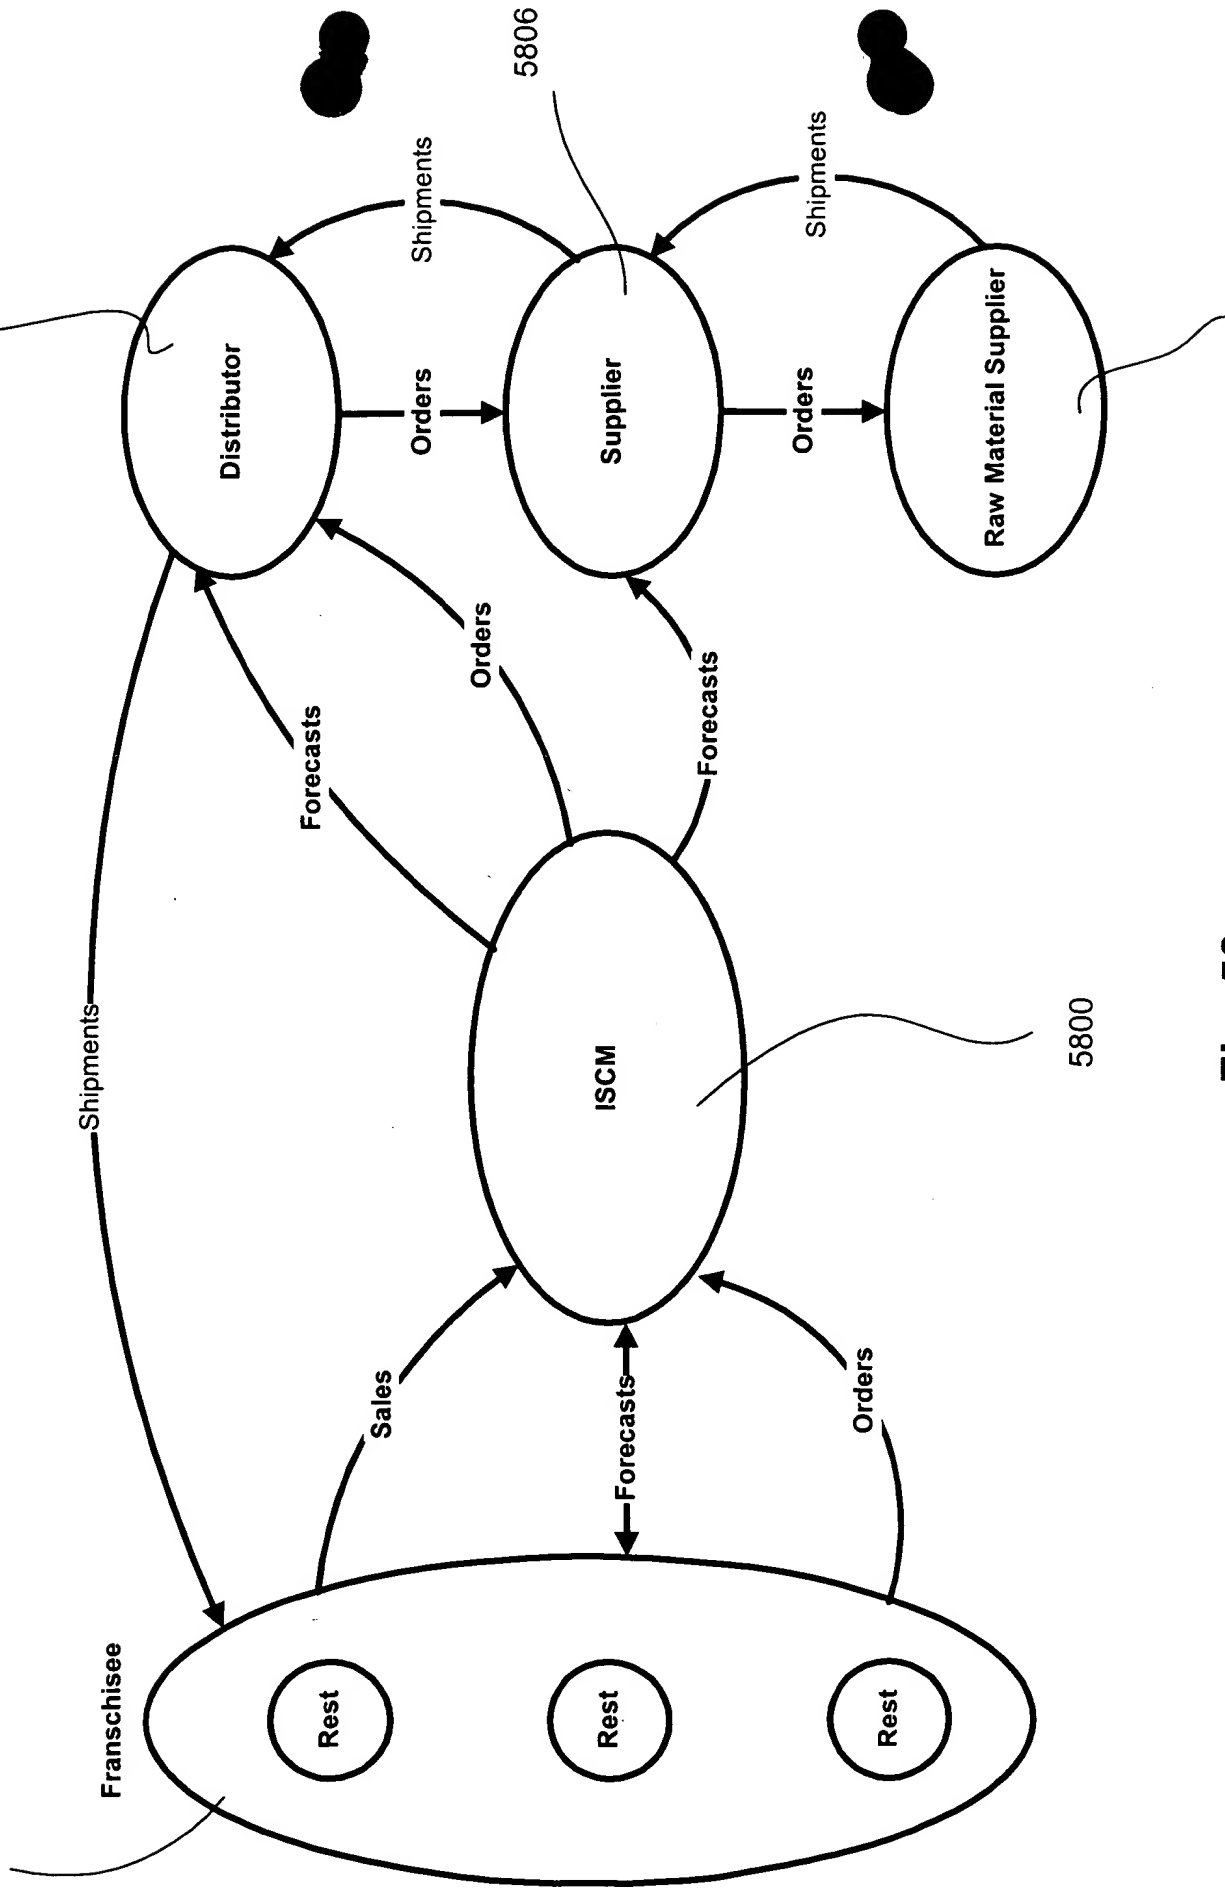 Franschisee
Rest
Rest
Rest
Shipments
Sales
Forecasts
Orders
ISCM
5800
Forecasts
Orders
Forecasts
Distributor
Orders
Supplier
Orders
Raw Material Supplier
Shipments
Shipments
5806